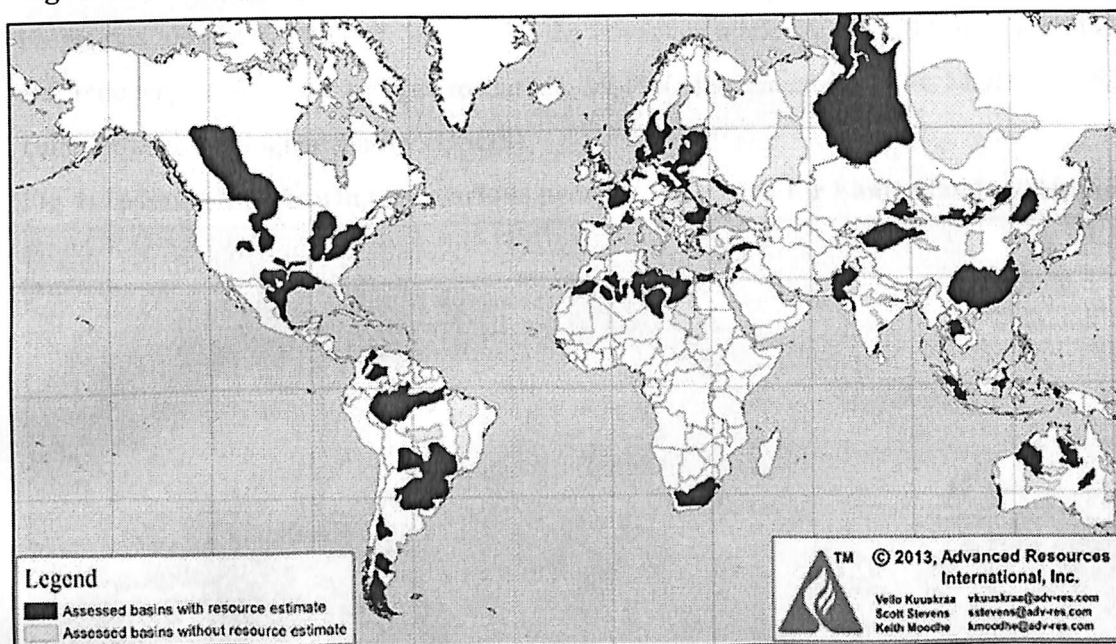 Legend
Assessed basins with resource estimate
Assessed basins without resource estimate
TM
© 2013, Advanced Resources
International, Inc.
Vello Kuuskraa vkuuskraa@adv-res.com
Scott Stevens sstevens@adv-res.com
Keith Moodhe kmoodhe@adv-res.com